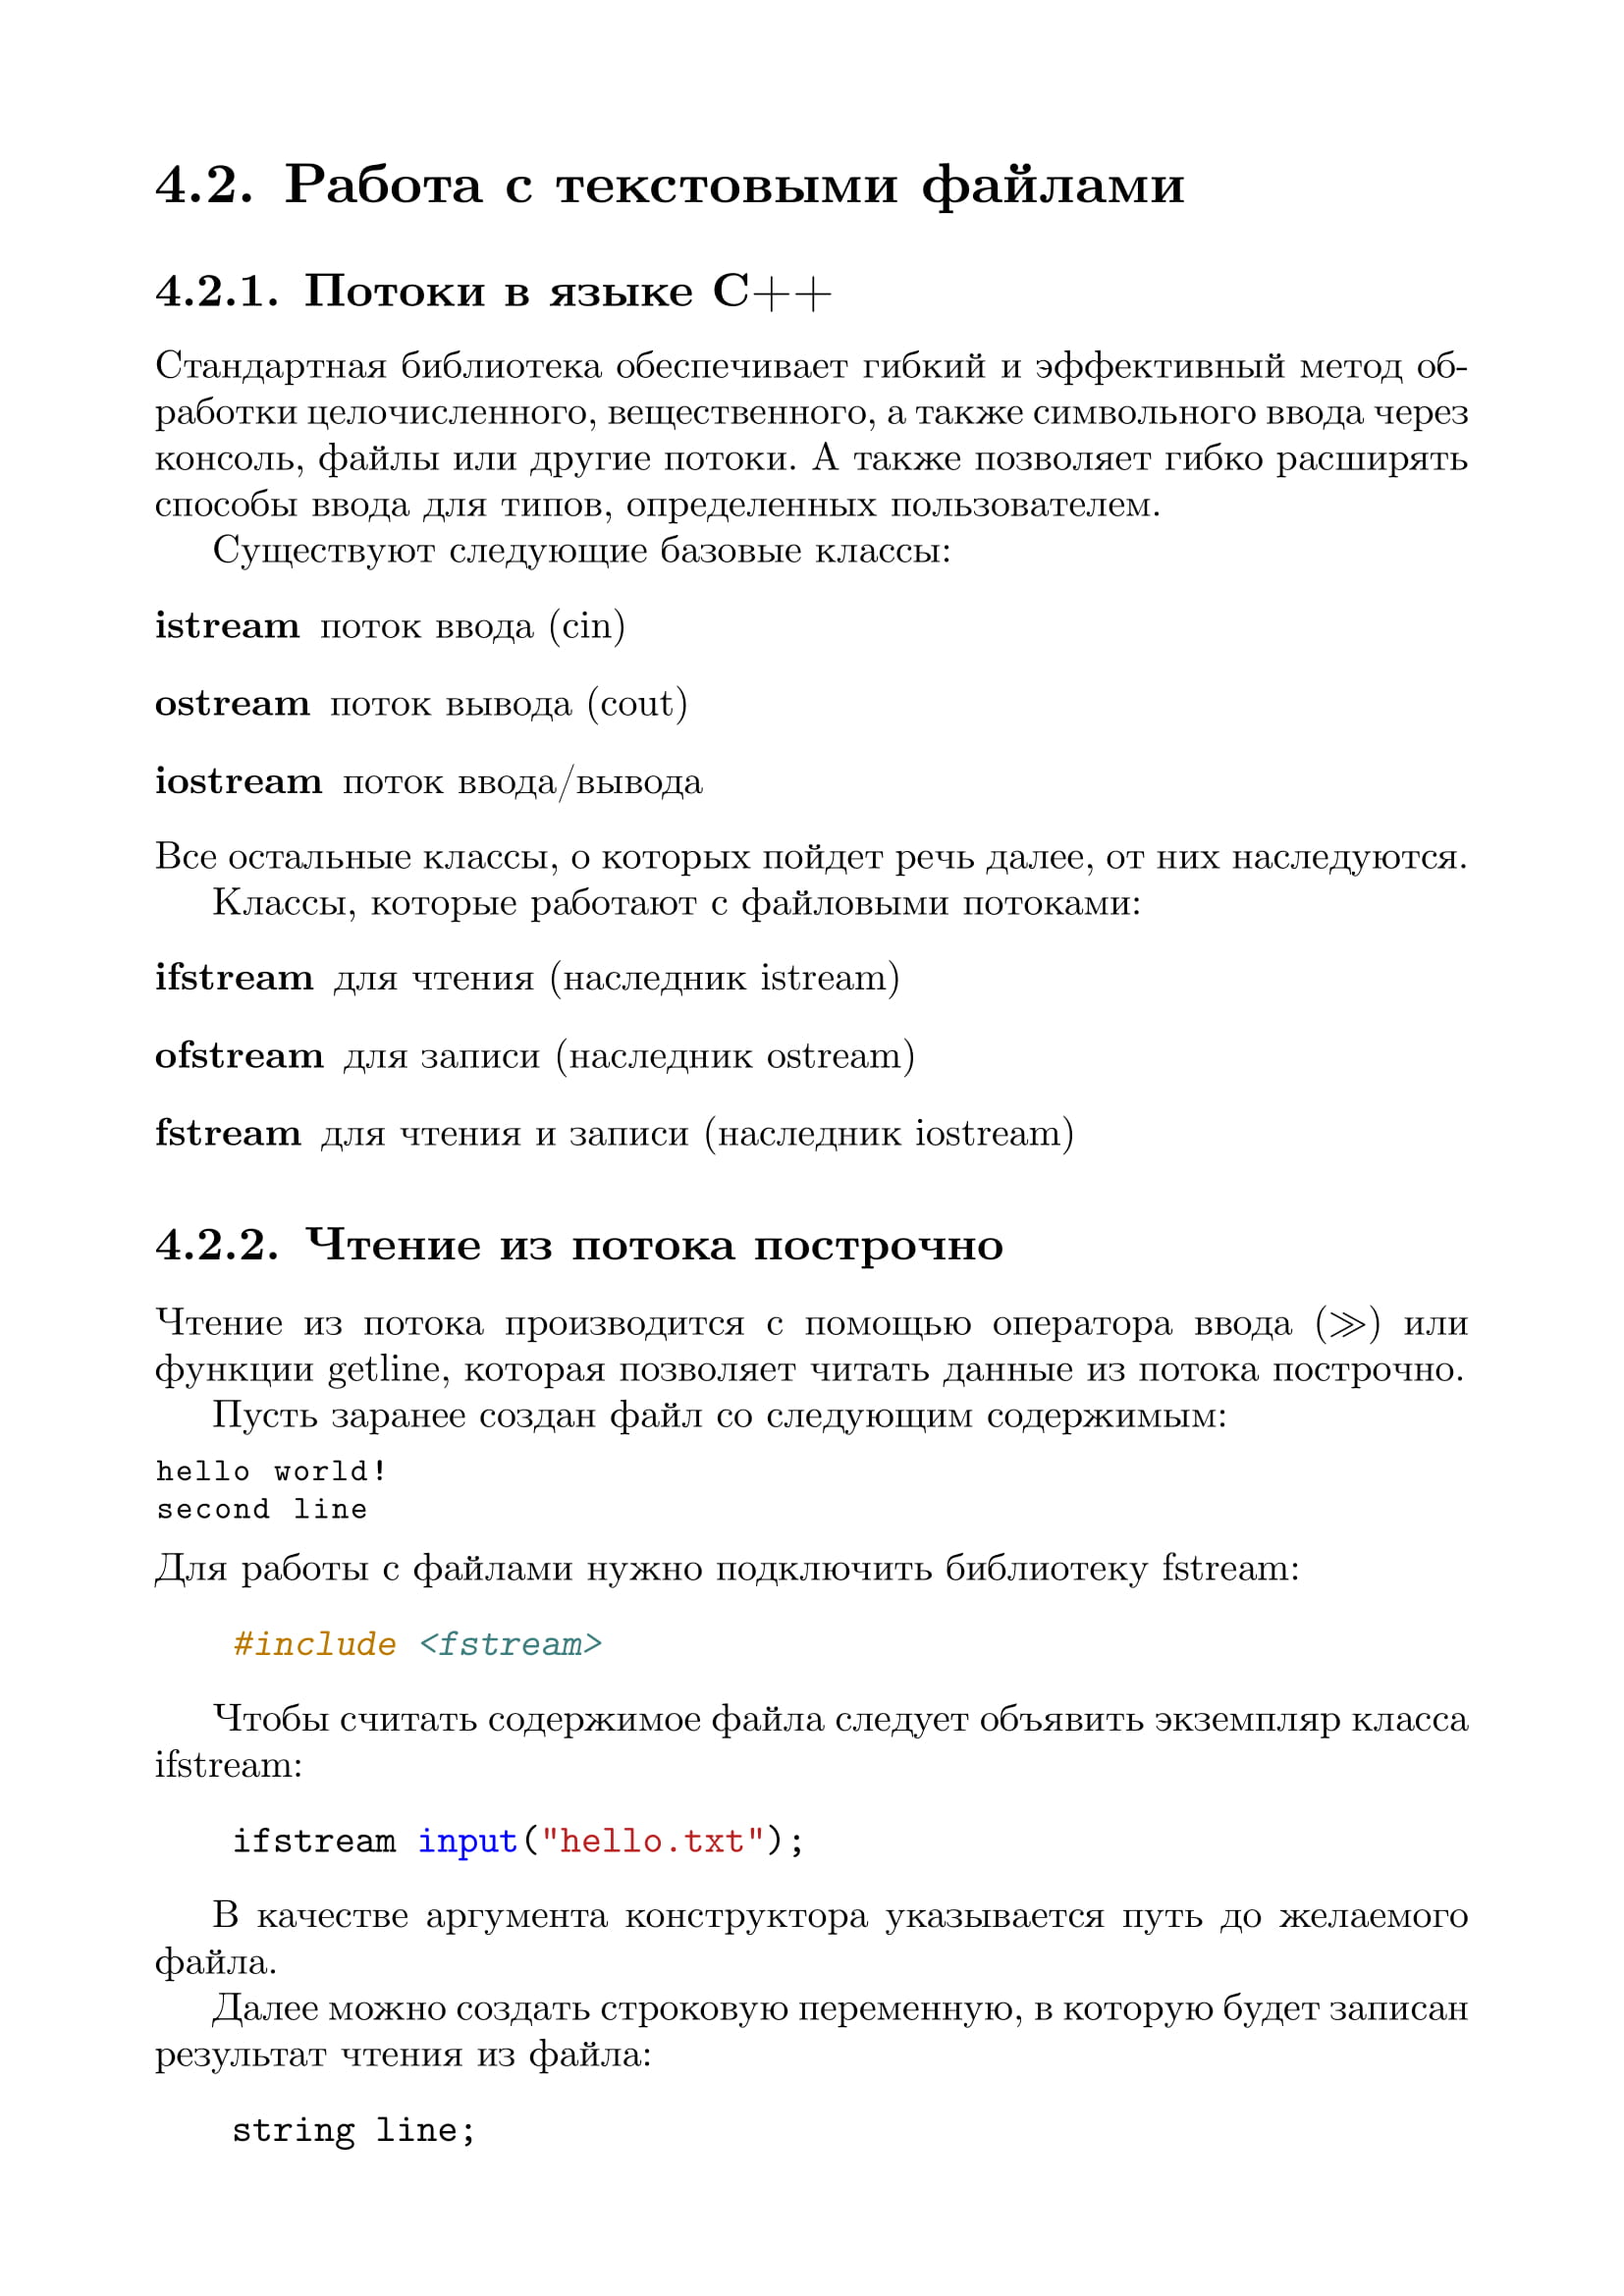 4.2. Работа с текстовыми файлами
4.2.1. Потоки в языке C++
Стандартная библиотека обеспечивает гибкий и эффективный метод об-
работки целочисленного, вещественного, а также символьного ввода через
консоль, файлы или другие потоки. А также позволяет гибко расширять
способы ввода для типов, определенных пользователем.
Существуют следующие базовые классы:
istream поток ввода (cin)
ostream поток вывода (cout)
iostream поток ввода/вывода
Все остальные классы, о которых пойдет речь далее, от них наследуются.
Классы, которые работают с файловыми потоками:
ifstream для чтения (наследник istream)
ofstream для записи (наследник ostream)
fstream для чтения и записи (наследник iostream)
4.2.2. Чтение из потока построчно
Чтение из потока производится с помощью оператора ввода (≫) или
функции getline, которая позволяет читать данные из потока построчно.
Пусть заранее создан файл со следующим содержимым:
hello world!
second line
Для работы с файлами нужно подключить библиотеку fstream:
#include <fstream>
Чтобы считать содержимое файла следует объявить экземпляр класса
ifstream:
ifstream input("hello.txt");
В качестве аргумента конструктора указывается путь до желаемого
файла.
Далее можно создать строковую переменную, в которую будет записан
результат чтения из файла:
string line;